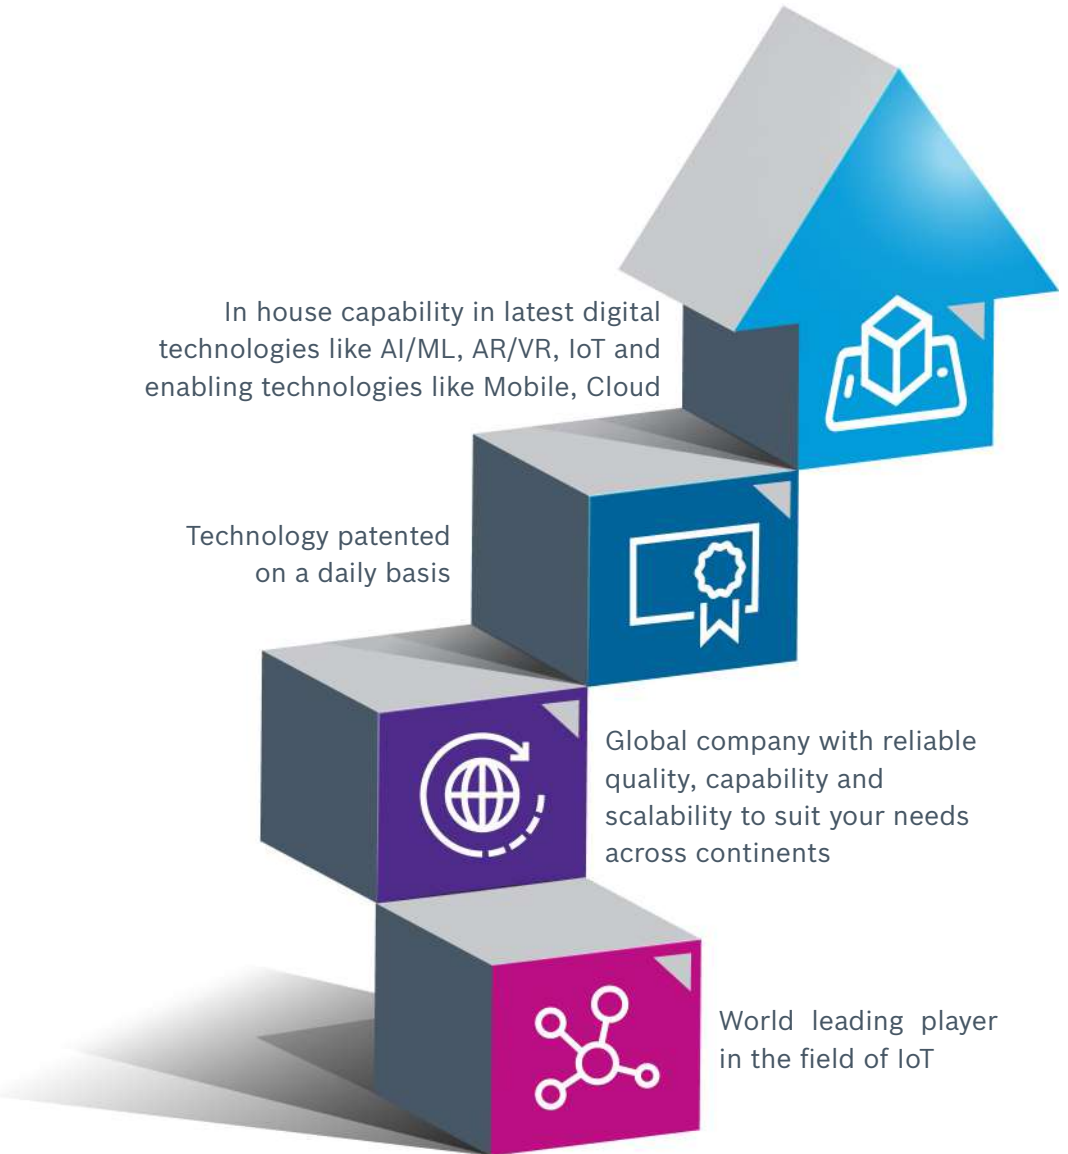 In house capability in latest digital
technologies like AI/ML, AR/VR, IoT and
enabling technologies like Mobile, Cloud
Technology patented
on a daily basis
Global company with reliable
quality, capability and
scalability to suit your needs
across continents
World leading player
in the field of IoT